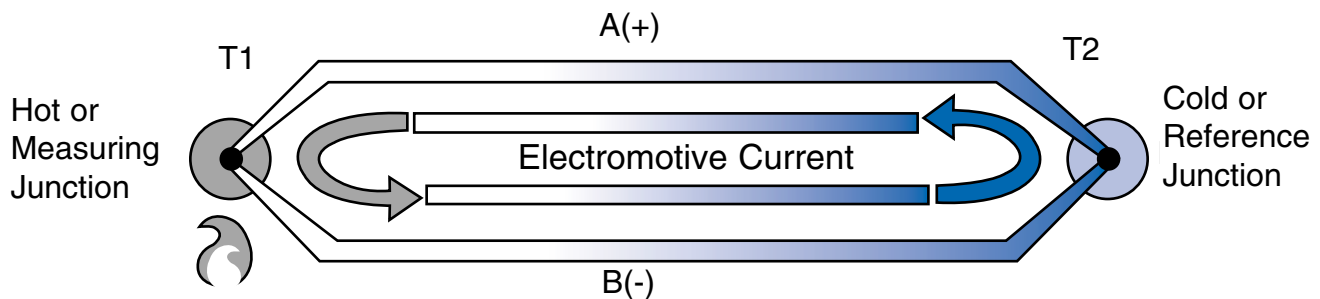 A(+)
T1
T2
Hot or
Measuring
Junction
Cold or
Reference
Junction
Electromotive Current
B(-)